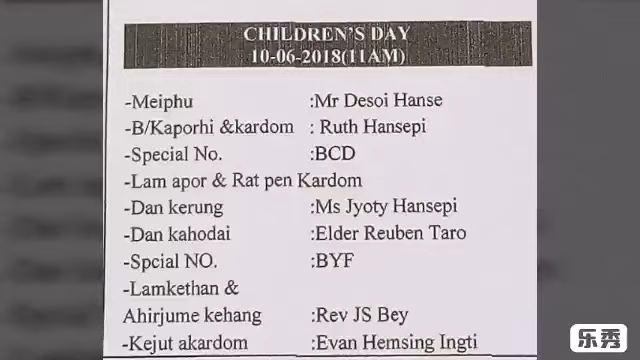 CHILDREN'S DAY
10-06-2018(11AM)
-Meiphu :Mr Desoi Hanse
-B/Kaporhi &kardom : Ruth Hansepi
-Special No. :BCD
-Lam apor & Rat pen Kardom
-Dan kerung :Ms Jyoty Hansepi
-Dan kahodai :Elder Reuben Taro
-Spcial NO. :BYF
-Lamkethan &
Ahirjume kehang :Rev JS Bey
-Kejut akardom :Evan Hemsing Ingti
乐秀